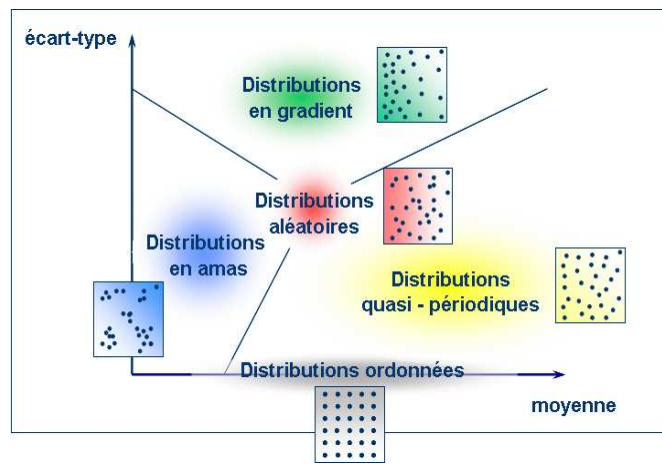 écart-type
Distributions
en gradient
Distributions
aléatoires
Distributions
en amas
Distributions
quasi - périodiques
Distributions ordonnées
moyenne